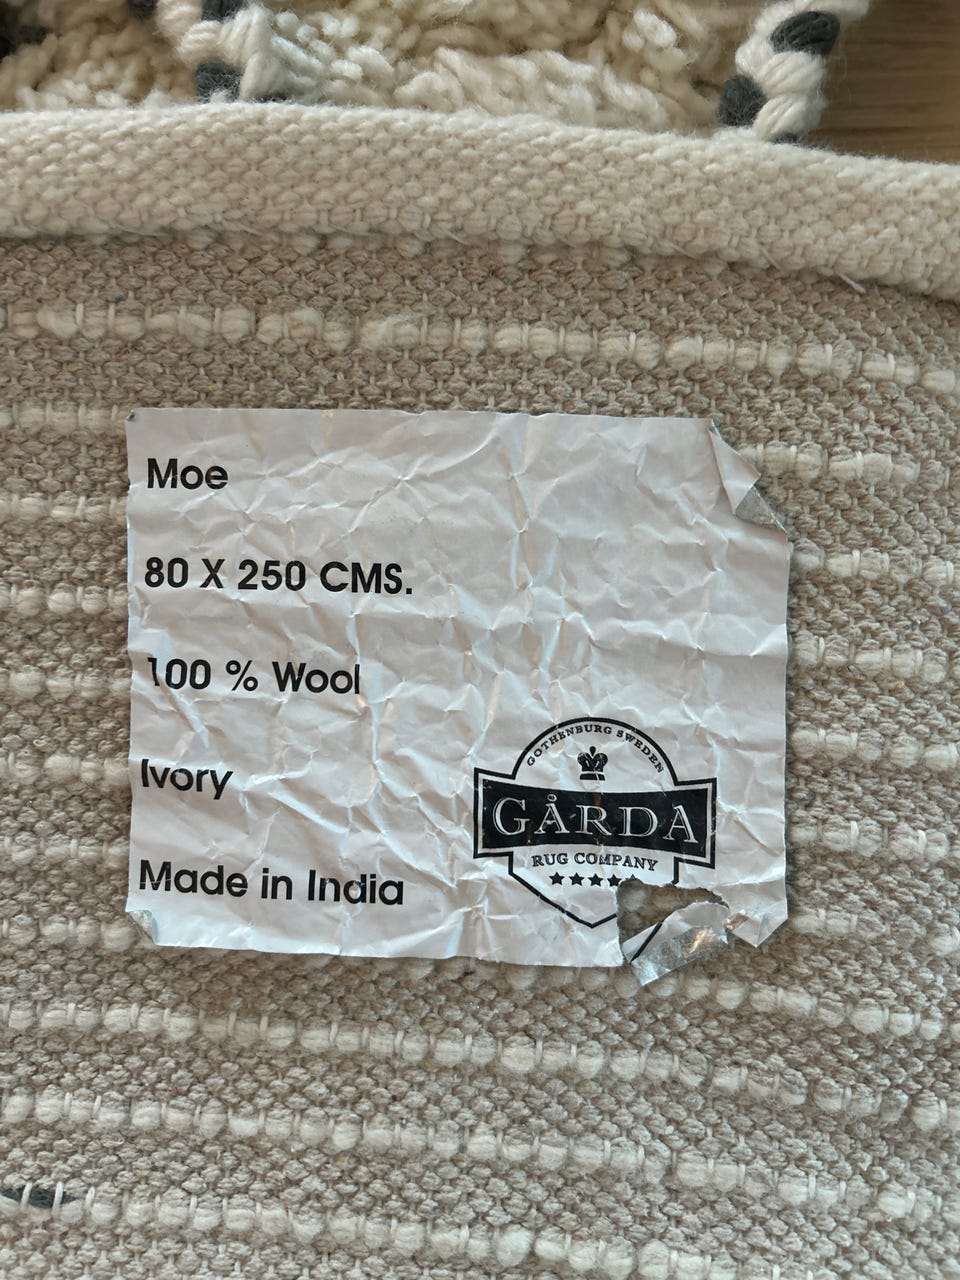 Moe
80 X 250 CMS.
100 % Wool
Ivory
Made in India
GOTHENBURG SWEDEN
GÅRDA
RUG COMPANY